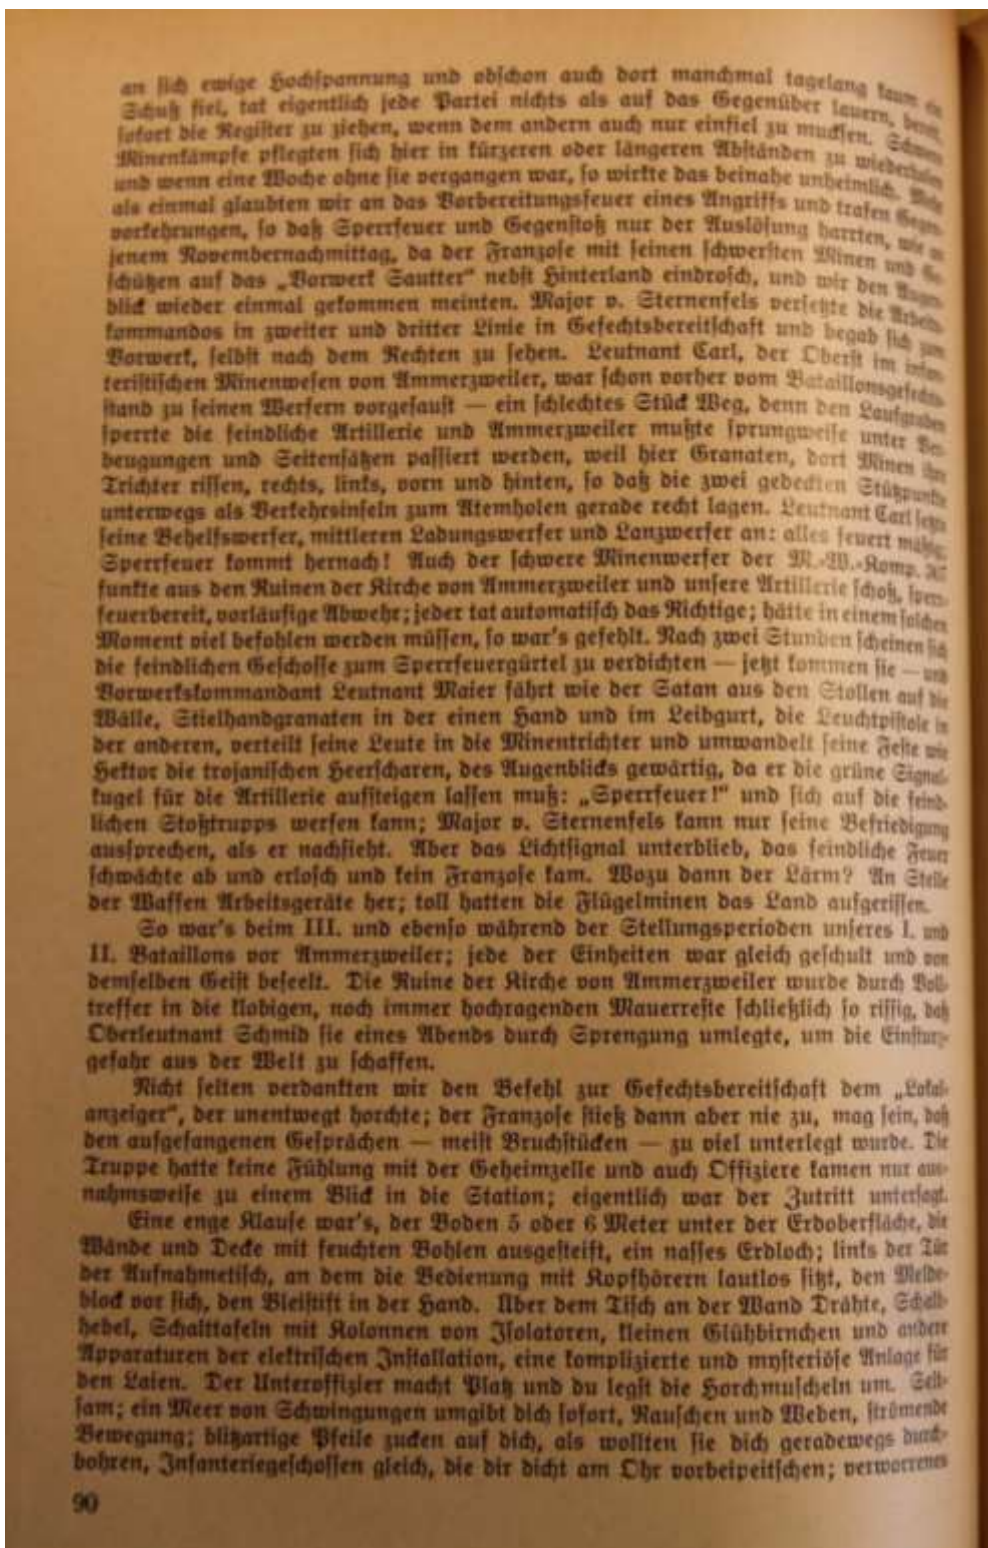 an sich ewige Hochspannung und obschon auch dort manchmal tagelang kaum ein
Schuß fiel, tat eigentlich jede Partei nichts als auf das Gegenüber lauern, bereit,
sofort die Register zu ziehen, wenn dem andern auch nur einfiel zu mucksen. Schwere
Minenkämpfe pflegten sich hier in kürzeren oder längeren Abständen zu wiederholen
und wenn eine Woche ohne sie vergangen war, so wirkte das beinahe unheimlich. Mehr
als einmal glaubten wir an das Vorbereitungsfeuer eines Angriffs und trafen Gegen-
vorkehrungen, so daß Sperrfeuer und Gegenstoß nur der Auslösung harrten, wie an
jenem Novembernachmittag, da der Franzose mit seinen schwersten Minen und Ge-
schützen auf das „Vorwerk Sautter“ nebst Hinterland eindrosch, und wir den Augen-
blick wieder einmal gekommen meinten. Major v. Sternenfels versetzte die Arbeits-
kommandos in zweiter und dritter Linie in Gefechtsbereitschaft und begab sich zum
Vorwerk, selbst nach dem Rechten zu sehen. Leutnant Carl, der Oberst im infan-
teristischen Minenwesen von Ammerzweiler, war schon vorher vom Bataillonsgefechts-
stand zu seinen Werfern vorgesaust — ein schlechtes Stück Weg, denn den Laufgraben
sperrte die feindliche Artillerie und Ammerzweiler mußte sprungweise unter Ver-
beugungen und Seitensätzen passiert werden, weil hier Granaten, dort Minen ihre
Trichter rissen, rechts, links, vorn und hinten, so daß die zwei gedeckten Stützpunkte
unterwegs als Verkehrsinseln zum Atemholen gerade recht lagen. Leutnant Carl setzte
seine Behelfswerfer, mittleren Ladungswerfer und Lanzwerfer an: alles feuert mäßig;
Sperrfeuer kommt hernach! Auch der schwere Minenwerfer der M.-W.-Komp.
funkte aus den Ruinen der Kirche von Ammerzweiler und unsere Artillerie schoß, sperr-
feuerbereit, vorläufige Abwehr; jeder tat automatisch das Richtige; hätte in einem solchen
Moment viel befohlen werden müssen, so war's gefehlt. Nach zwei Stunden scheinen sich
die feindlichen Geschosse zum Sperrfeuergürtel zu verdichten — jetzt kommen sie — und
Vorwerkskommandant Leutnant Maier fährt wie der Satan aus den Stollen auf die
Wälle, Stielhandgranaten in der einen Hand und im Leibgurt, die Leuchtpistole in
der anderen, verteilt seine Leute in die Minentrichter und umwandelt seine Feste wie
Hektor die trojanischen Heerscharen, des Augenblicks gewärtig, da er die grüne Signal-
kugel für die Artillerie aufsteigen lassen muß: „Sperrfeuer!“ und sich auf die feind-
lichen Stoßtrupps werfen kann; Major v. Sternenfels kann nur seine Befriedigung
aussprechen, als er nachsieht. Aber das Lichtsignal unterblieb, das feindliche Feuer
schwächte ab und erlosch und kein Franzose kam. Wozu dann der Lärm? An Stelle
der Waffen Arbeitsgeräte her; toll hatten die Flügelminen das Land aufgerissen.
So war's beim III. und ebenso während der Stellungsperioden unseres I. und
II. Bataillons vor Ammerzweiler; jede der Einheiten war gleich geschult und von
demselben Geist beseelt. Die Ruine der Kirche von Ammerzweiler wurde durch Voll-
treffer in die klobigen, noch immer hochragenden Mauerreste schließlich so rissig, daß
Oberleutnant Schmid sie eines Abends durch Sprengung umlegte, um die Einsturz-
gefahr aus der Welt zu schaffen.
Nicht selten verdankten wir den Befehl zur Gefechtsbereitschaft dem „Lokal-
anzeiger“, der unentwegt horchte; der Franzose stieß dann aber nie zu, mag sein, daß
den aufgefangenen Gesprächen — meist Bruchstücken — zu viel unterlegt wurde. Die
Truppe hatte keine Fühlung mit der Geheimzelle und auch Offiziere kamen nur aus-
nahmsweise zu einem Blick in die Station; eigentlich war der Zutritt untersagt.
Eine enge Klause war's, der Boden 5 oder 6 Meter unter der Erdoberfläche, die
Wände und Decke mit feuchten Bohlen ausgesteift, ein nasses Erdloch; links der Tür
der Aufnahmetisch, an dem die Bedienung mit Kopfhörern lautlos sitzt, den Melde-
block vor sich, den Bleistift in der Hand. Über dem Tisch an der Wand Drähte, Schalt-
hebel, Schalttafeln mit Kolonnen von Isolatoren, kleinen Glühbirnchen und andere
Apparaturen der elektrischen Installation, eine komplizierte und mysteriöse Anlage für
den Laien. Der Unteroffizier macht Platz und du legst die Horchmuscheln um. Selt-
sam; ein Meer von Schwingungen umgibt dich sofort, Rauschen und Weben, strömende
Bewegung; blitzartige Pfeile zucken auf dich, als wollten sie dich geradewegs durch-
bohren, Infanteriegeschossen gleich, die dir dicht am Ohr vorbeipeitschen; verworrenes
90